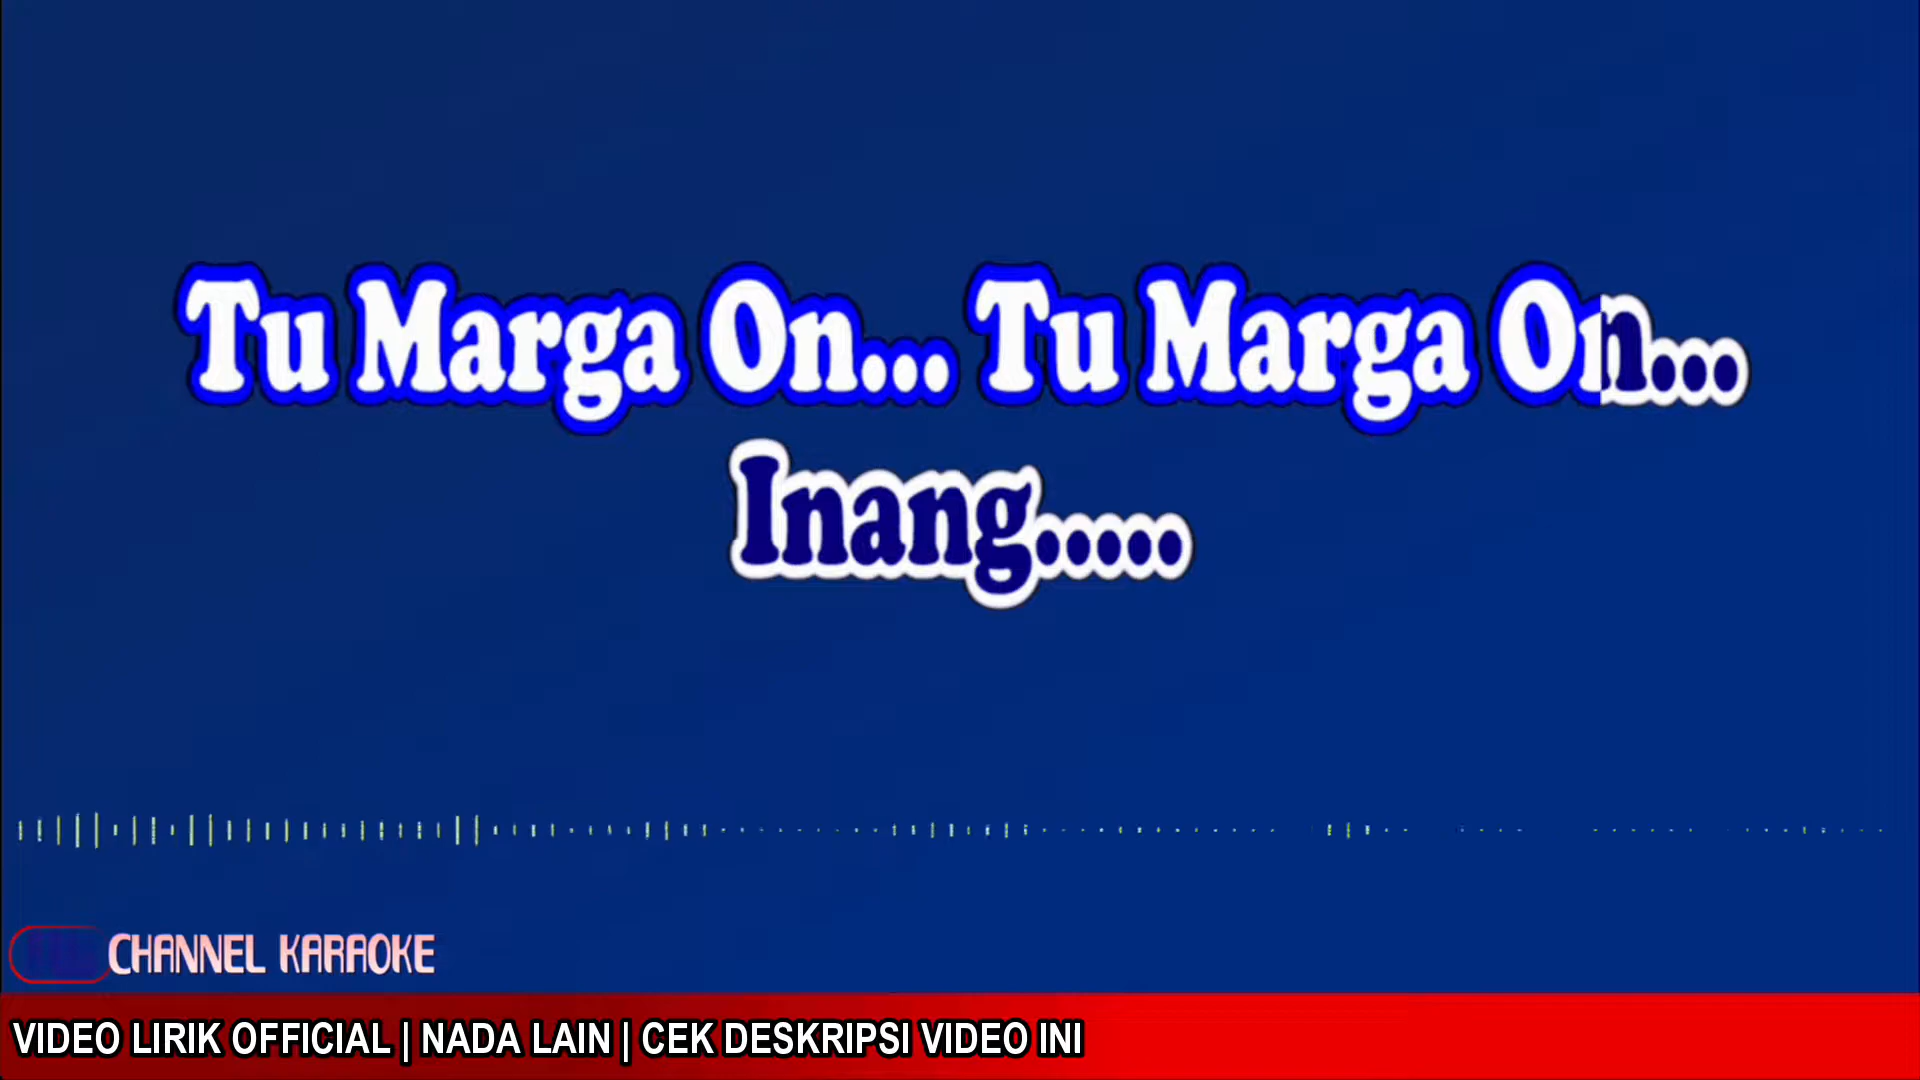 Tu Marga On... Tu Marga On...
Inang.....
CHANNEL KARAOKE
VIDEO LIRIK OFFICIAL | NADA LAIN | CEK DESKRIPSI VIDEO INI